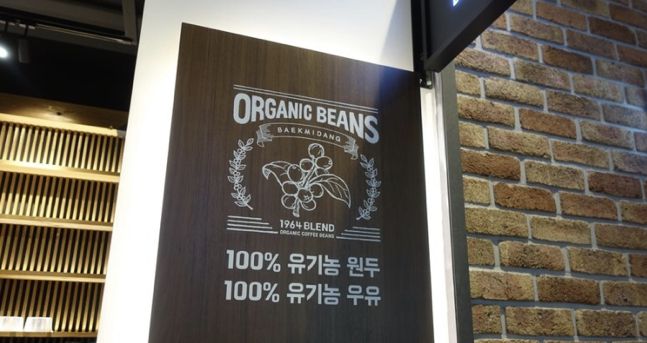 ORGANIC BEANS
BAEKMIDANG
1964 BLEND
ORGANIC COFFEE BEANS
100% 유기농 원두
100% 유기농 우유